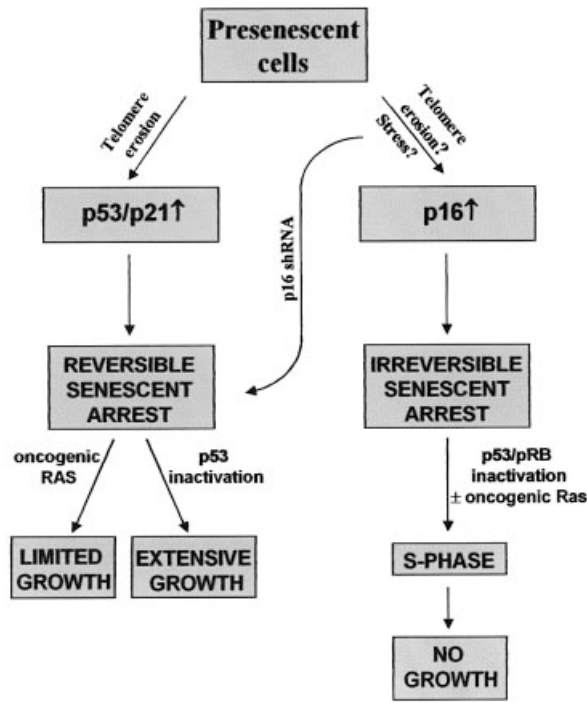 Presenescent
cells
Telomere
erosion
Telomere
erosion?
Stress?
p53/p21↑
p16↑
p16 shRNA
REVERSIBLE
SENESCENT
ARREST
IRREVERSIBLE
SENESCENT
ARREST
oncogenic
RAS
p53
inactivation
p53/pRB
inactivation
± oncogenic Ras
LIMITED
GROWTH
EXTENSIVE
GROWTH
S-PHASE
NO
GROWTH